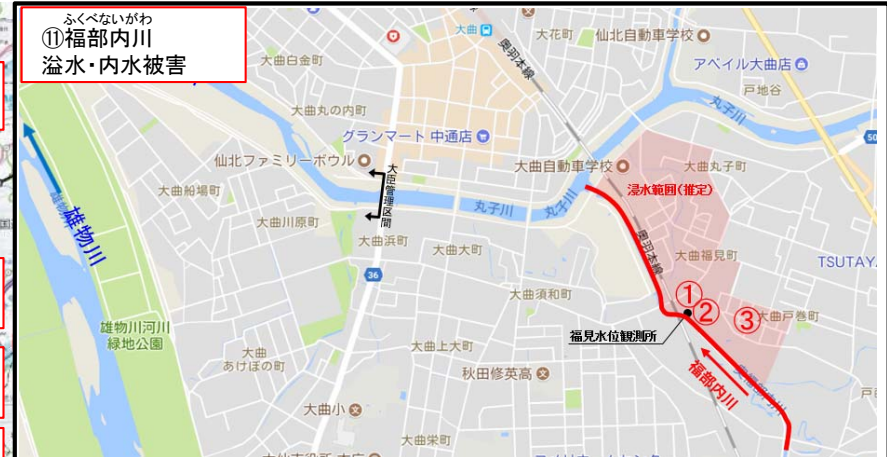 ふくべないがわ
⑪福部内川
溢水・内水被害
大曲
大花町
仙北自動車学校
奥羽本線
アベイル大曲店
戸地谷
大曲白金町
丸子川
大曲丸の内町
グランマート 中通店
50
仙北ファミリーボウル
大曲自動車学校
大曲丸子町
大臣管理区間
浸水範囲(推定)
大曲船場町
丸子川
丸子川
雄物川
大曲川原町
大曲浜町
大曲大町
奥羽本線
大曲福見町
TSUTAYA
36
大曲須和町
①
②
③
大曲戸巻町
福見水位観測所
雄物川河川
緑地公園
大曲
あけぼの町
大曲上大町
秋田修英高
福部内川
大曲小
大曲栄町